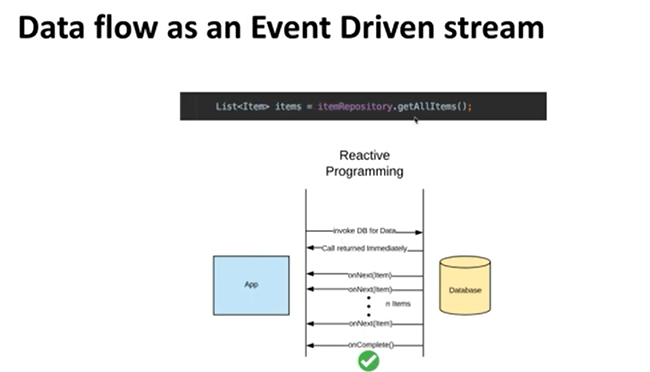 Data flow as an Event Driven stream
List<Item> items = itemRepository.getAllItems();
Reactive
Programming
invoke DB for Data
Call returned Immediately
App
Database
onNext(Item)
onNext(Item)
n Items
onNext(Item)
onComplete()